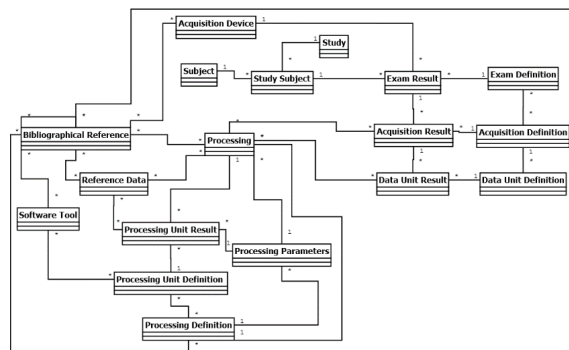 Acquisition Device
Study
Subject
Study Subject
Exam Result
Exam Definition
Bibliographical Reference
Processing
Acquisition Result
Acquisition Definition
Reference Data
Data Unit Result
Data Unit Definition
Software Tool
Processing Unit Result
Processing Parameters
Processing Unit Definition
Processing Definition